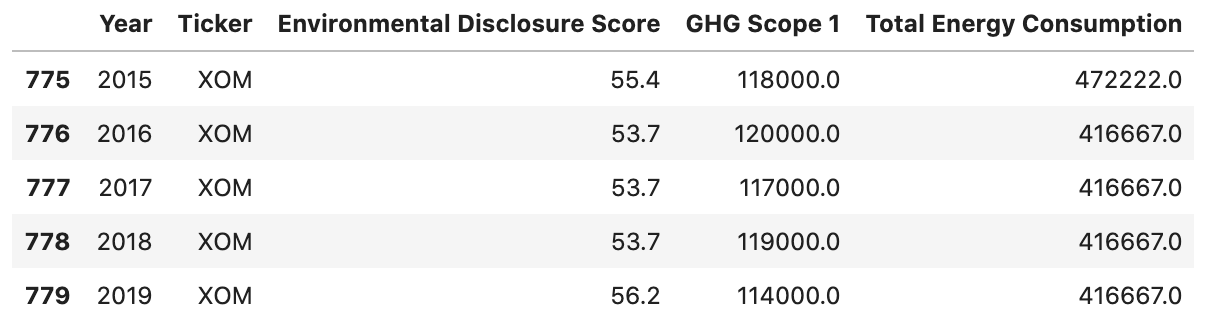 Year Ticker Environmental Disclosure Score GHG Scope 1 Total Energy Consumption
775 2015 XOM 55.4 118000.0 472222.0
776 2016 XOM 53.7 120000.0 416667.0
777 2017 XOM 53.7 117000.0 416667.0
778 2018 XOM 53.7 119000.0 416667.0
779 2019 XOM 56.2 114000.0 416667.0